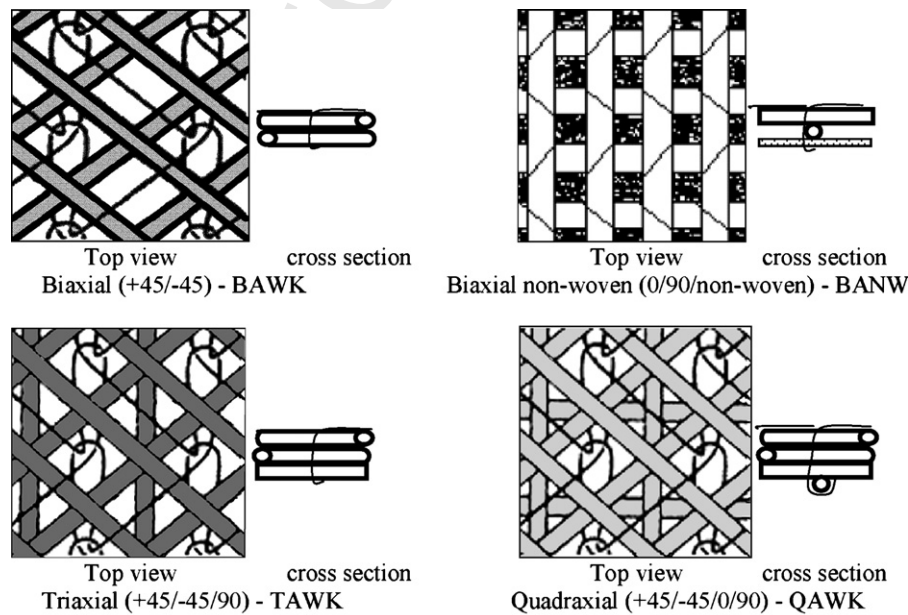 Top view cross section
Biaxial (+45/-45) - BAWK
Top view cross section
Biaxial non-woven (0/90/non-woven) - BANW
Top view cross section
Triaxial (+45/-45/90) - TAWK
Top view cross section
Quadraxial (+45/-45/0/90) - QAWK